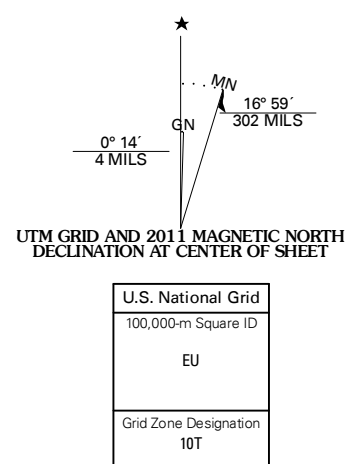 ★
MN
16° 59´
302 MILS
GN
0° 14´
4 MILS
UTM GRID AND 2011 MAGNETIC NORTH
DECLINATION AT CENTER OF SHEET
U.S. National Grid
100,000-m Square ID
EU
Grid Zone Designation
10T